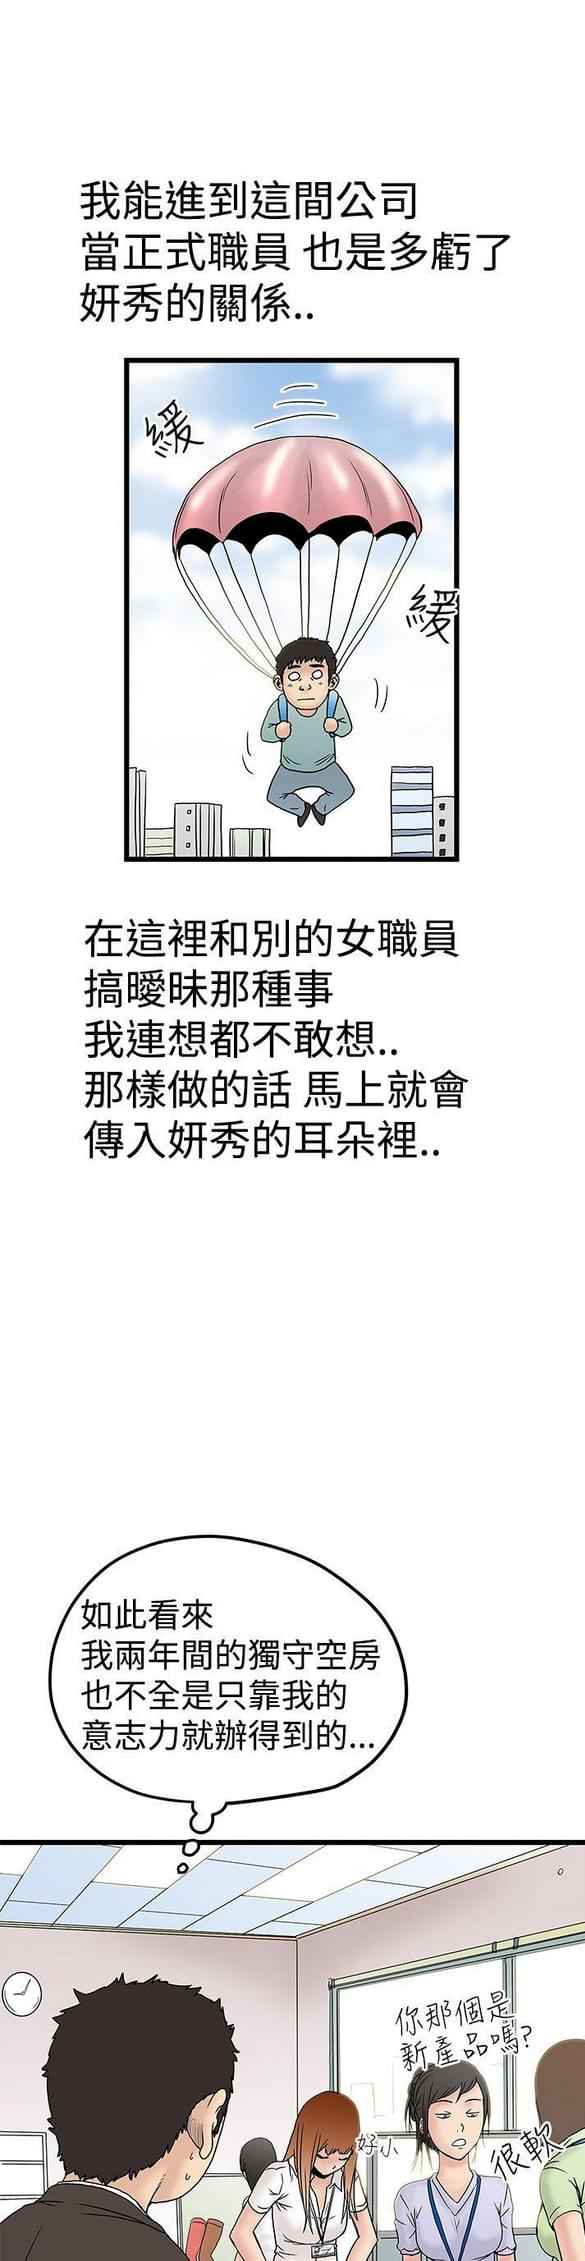 我能進到這間公司
當正式職員 也是多虧了
妍秀的關係..
緩
緩
在這裡和別的女職員
搞曖昧那種事
我連想都不敢想..
那樣做的話 馬上就會
傳入妍秀的耳朵裡..
如此看來
我兩年間的獨守空房
也不全是只靠我的
意志力就辦得到的...
你那個是
新產品嗎?
好小
很軟